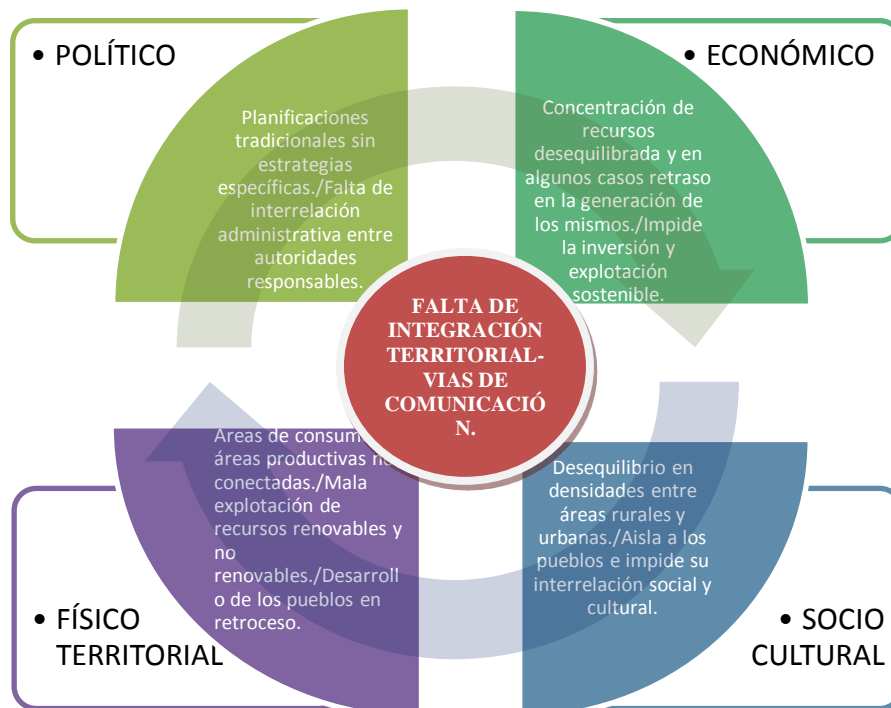 • POLÍTICO
Planificaciones
tradicionales sin
estrategias
específicas./Falta de
interrelación
administrativa entre
autoridades
responsables.
• ECONÓMICO
Concentración de
recursos
desequilibrada y en
algunos casos retraso
en la generación de
los mismos./Impide
la inversión y
explotación
sostenible.
FALTA DE
INTEGRACIÓN
TERRITORIAL-
VIAS DE
COMUNICACIÓ
N.
Areas de consum
áreas productivas n
conectadas./Mala
explotación de
recursos renovables y
no
renovables./Desarroll
o de los pueblos en
retroceso.
• FÍSICO
TERRITORIAL
Desequilibrio en
densidades entre
áreas rurales y
urbanas./Aisla a los
pueblos e impide su
interrelación social y
cultural.
• SOCIO
CULTURAL